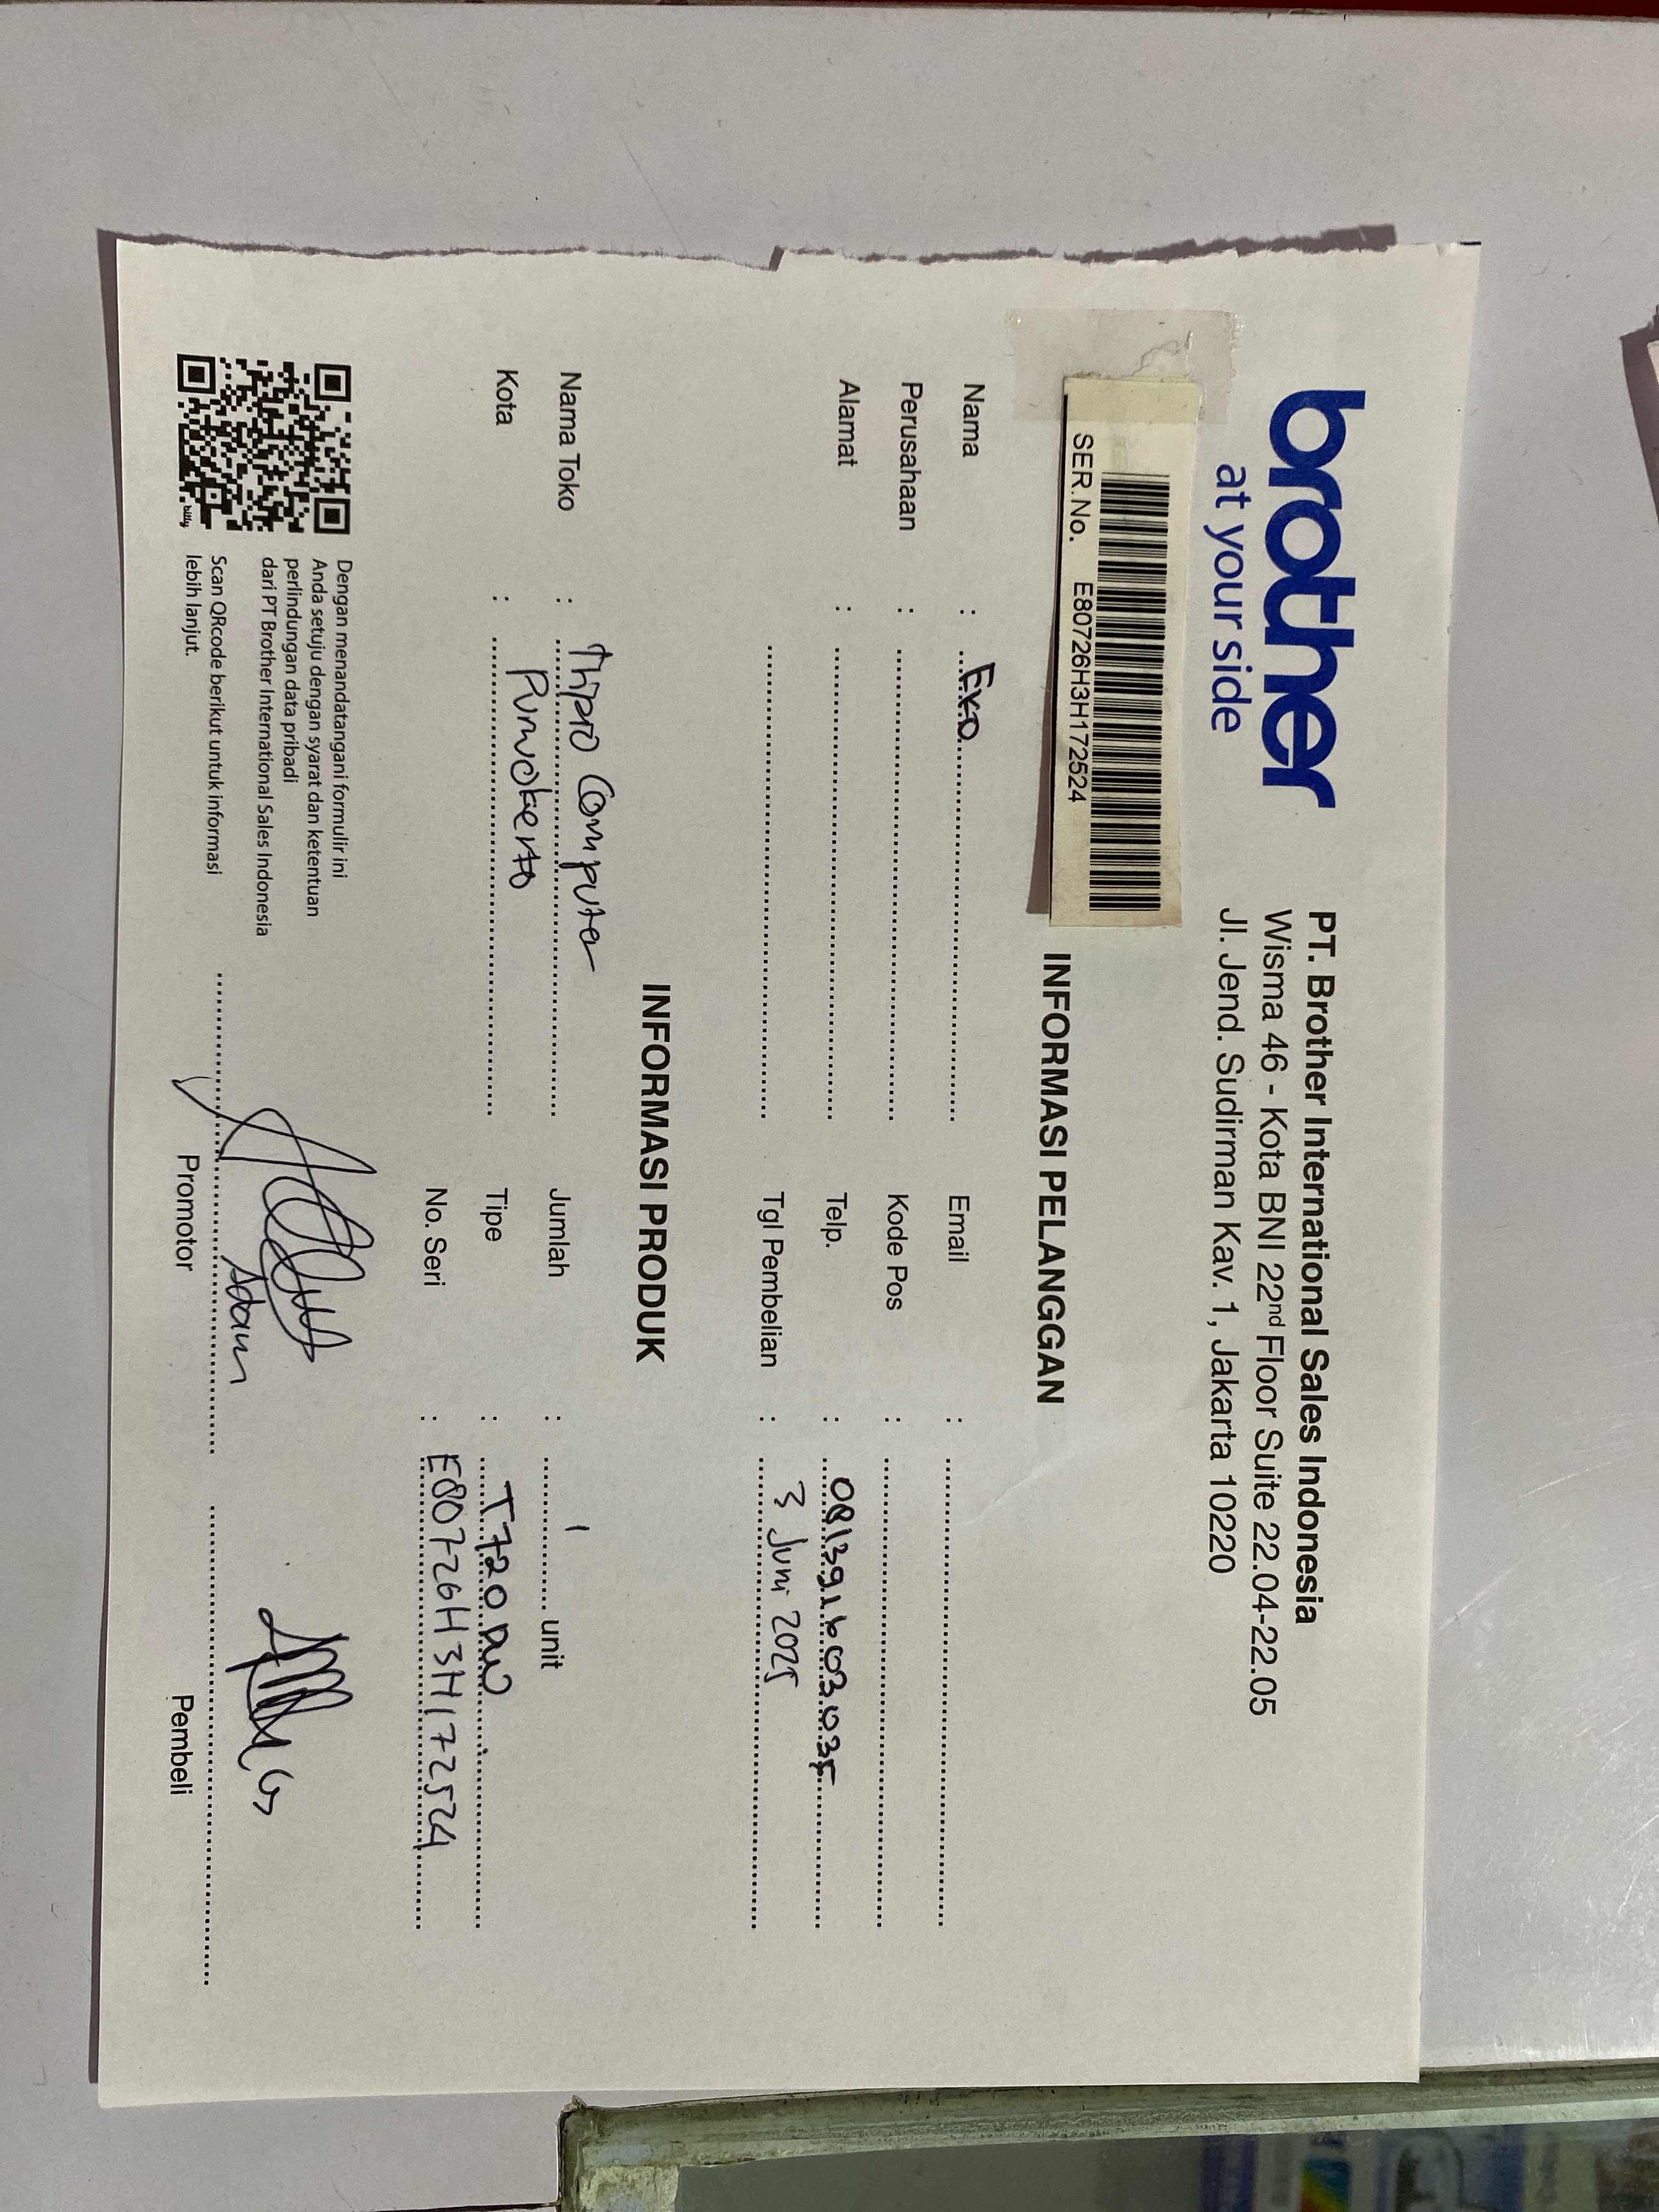 brother
at your side
PT. Brother International Sales Indonesia
Wisma 46 - Kota BNI 22nd Floor Suite 22.04-22.05
Jl. Jend. Sudirman Kav. 1, Jakarta 10220
SER.No. E80726H3H172524
INFORMASI PELANGGAN
Nama : EKO
Email :
Perusahaan :
Kode Pos :
Alamat :
Telp. : 081391603035
Tgl Pembelian : 3 Juni 2025
INFORMASI PRODUK
Nama Toko : Computer
Jumlah : 1 unit
Kota : Purwokerto
Tipe : T720DW
No. Seri : E80726H3H172524
Dengan menandatangani formulir ini
Anda setuju dengan syarat dan ketentuan
perlindungan data pribadi
dari PT Brother International Sales Indonesia
Scan QRcode berikut untuk informasi
lebih lanjut.
bitly
Adam
Promotor
Pembeli